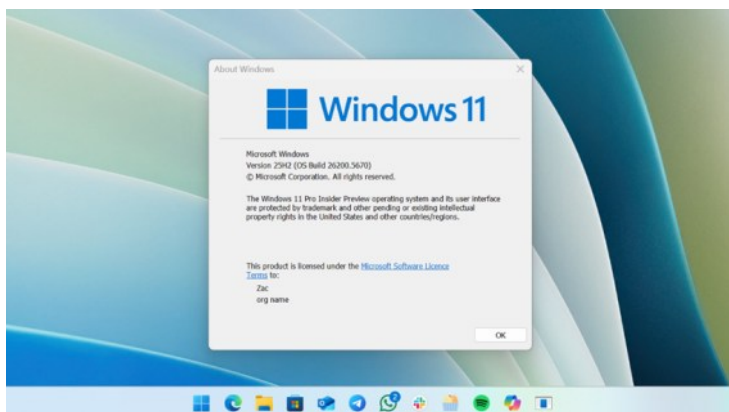 About Windows
Windows 11
Microsoft Windows
Version 25H2 (OS Build 26200.5670)
© Microsoft Corporation. All rights reserved.
The Windows 11 Pro Insider Preview operating system and its user interface
are protected by trademark and other pending or existing intellectual
property rights in the United States and other countries/regions.
This product is licensed under the Microsoft Software Licence
Terms to:
Zac
org name
OK
2